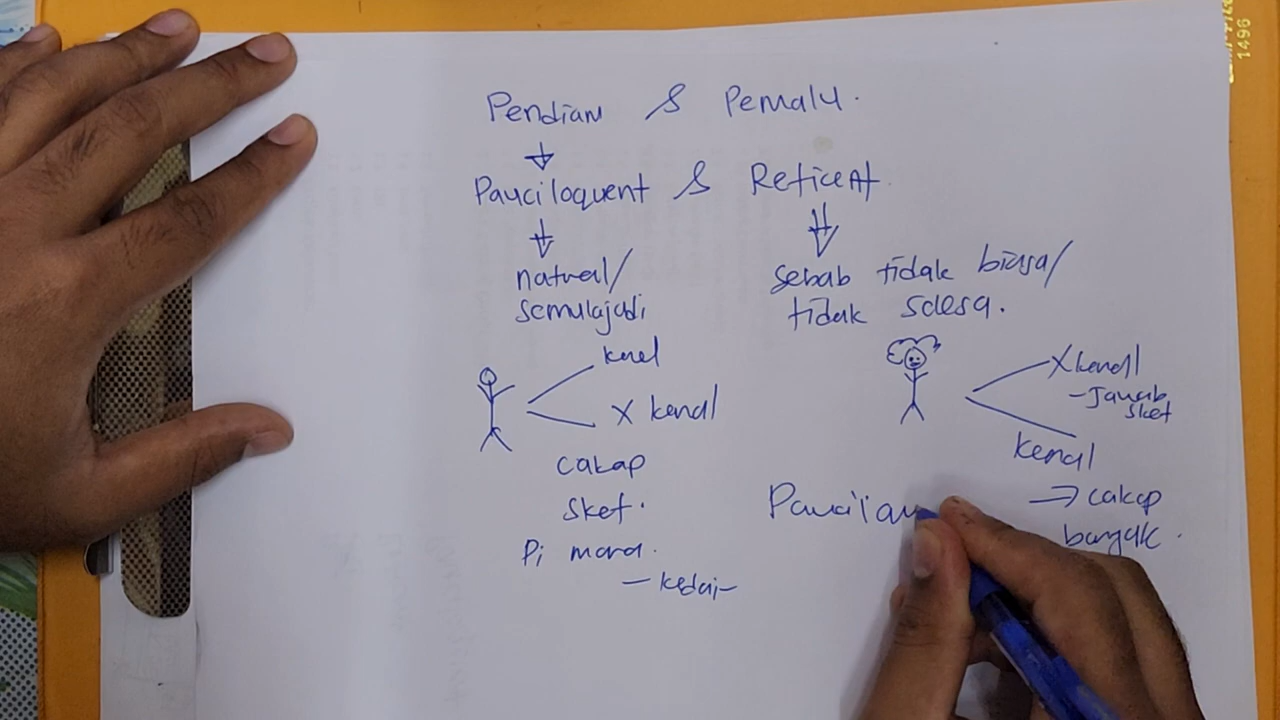 Pendiam & Pemalu.
Pauciloquent & Reticent.
natural/
semulajadi
Sebab tidak biasa/
tidak selesa.
kenal
X kenal
cakap
sket.
Pi mana.
- kedai -
X kenal
- Jawab
sket
kenal
→ cakap
banyak.
1496